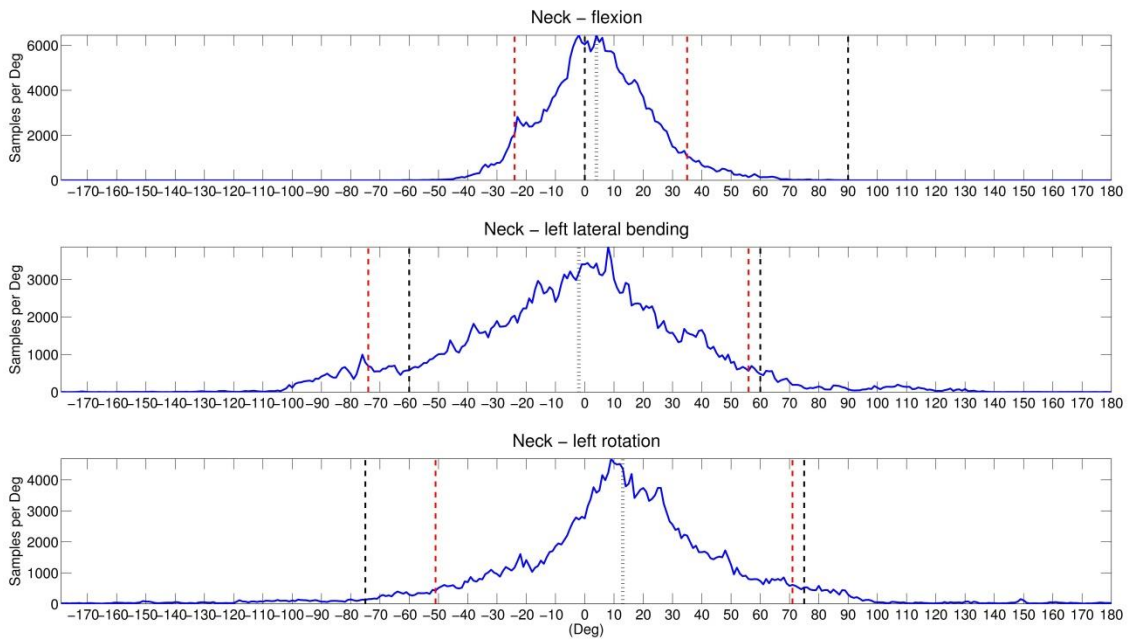 Neck − flexion
Samples per Deg
6000
4000
2000
0
−170 −160 −150 −140 −130 −120 −110 −100 −90 −80 −70 −60 −50 −40 −30 −20 −10 0 10 20 30 40 50 60 70 80 90 100 110 120 130 140 150 160 170 180
Neck − left lateral bending
Samples per Deg
3000
2000
1000
0
−170 −160 −150 −140 −130 −120 −110 −100 −90 −80 −70 −60 −50 −40 −30 −20 −10 0 10 20 30 40 50 60 70 80 90 100 110 120 130 140 150 160 170 180
Neck − left rotation
Samples per Deg
4000
3000
2000
1000
0
−170 −160 −150 −140 −130 −120 −110 −100 −90 −80 −70 −60 −50 −40 −30 −20 −10 0 10 20 30 40 50 60 70 80 90 100 110 120 130 140 150 160 170 180
(Deg)